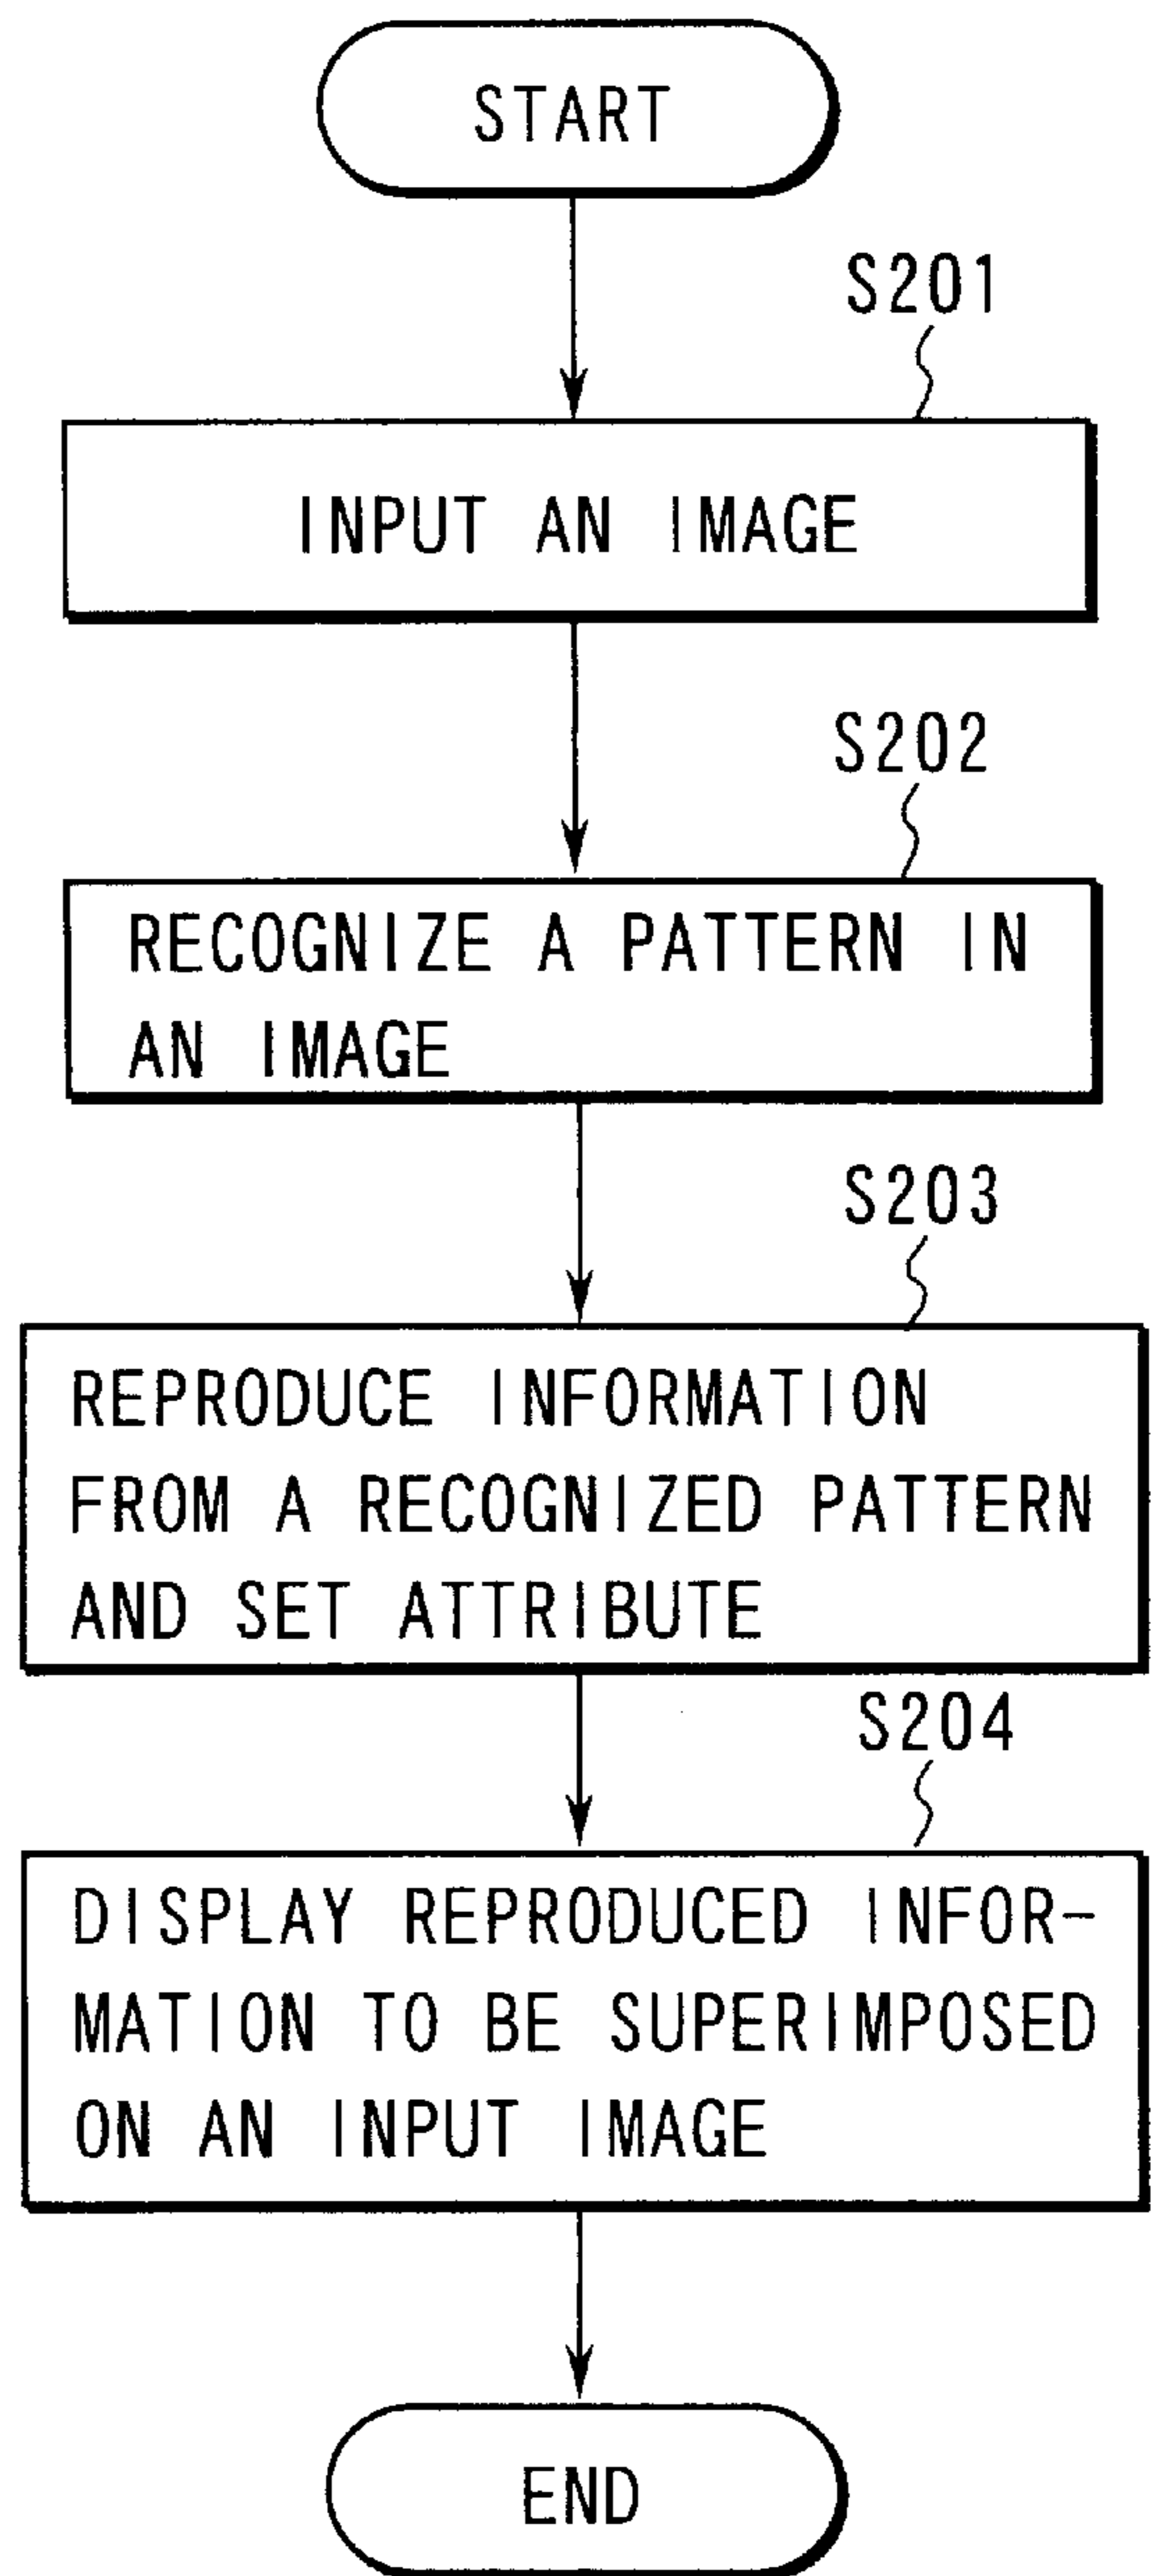 START
S201
INPUT AN IMAGE
S202
RECOGNIZE A PATTERN IN
AN IMAGE
S203
REPRODUCE INFORMATION
FROM A RECOGNIZED PATTERN
AND SET ATTRIBUTE
S204
DISPLAY REPRODUCED INFOR-
MATION TO BE SUPERIMPOSED
ON AN INPUT IMAGE
END